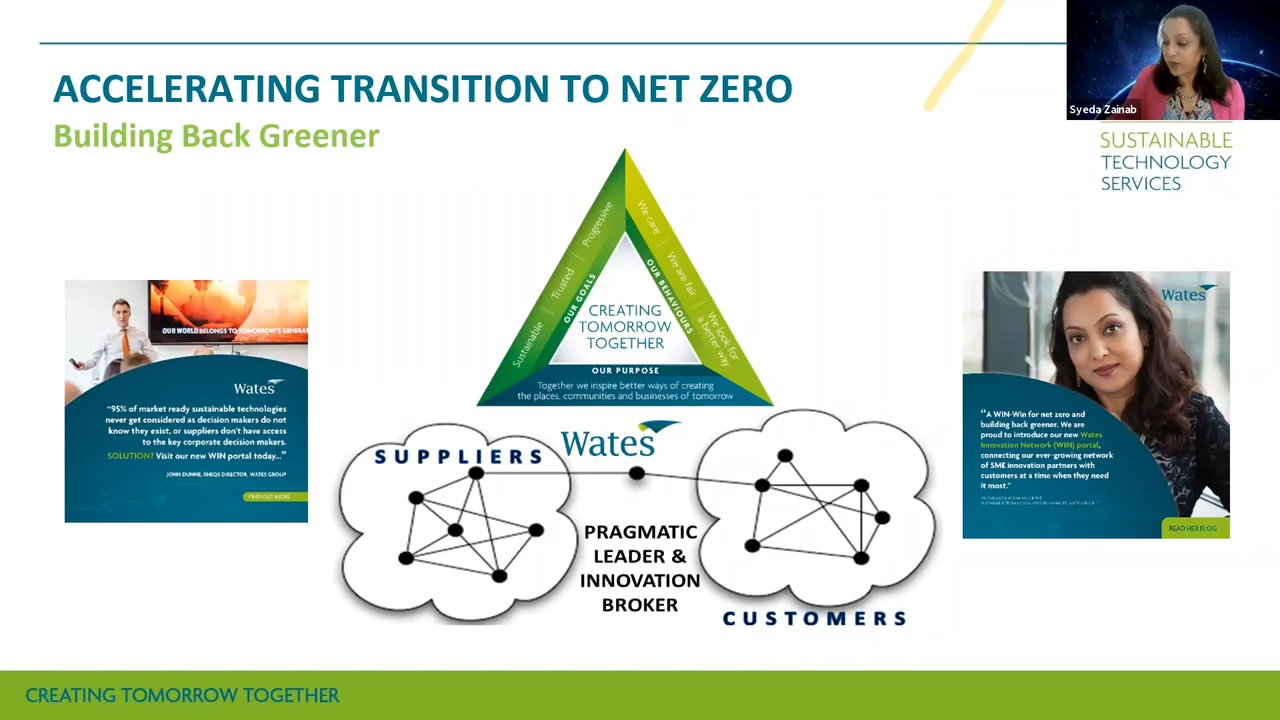 ACCELERATING TRANSITION TO NET ZERO
Building Back Greener
Syeda Zainab
SUSTAINABLE
TECHNOLOGY
SERVICES
Sustainable | Trusted | Progressive
OUR GOALS
We care | We are fair | We look for
a better way
OUR BEHAVIOURS
CREATING
TOMORROW
TOGETHER
OUR PURPOSE
Together we inspire better ways of creating
the places, communities and businesses of tomorrow
OUR WORLD BELONGS TO TOMORROW'S GENERAT
Wates
“95% of market ready sustainable technologies
never get considered as decision makers do not
know they exist, or suppliers don't have access
to the key corporate decision makers.
SOLUTION? Visit our new WIN portal today...”
JOHN DUNNE, SHEQS DIRECTOR, WATES GROUP
FIND OUT MORE
Wates
SUPPLIERS
PRAGMATIC
LEADER &
INNOVATION
BROKER
CUSTOMERS
Wates
“A WIN-Win for net zero and
building back greener. We are
proud to introduce our new Wates
Innovation Network (WIN) portal,
connecting our ever-growing network
of SME innovation partners with
customers at a time when they need
it most.”
READ HER BLOG
CREATING TOMORROW TOGETHER